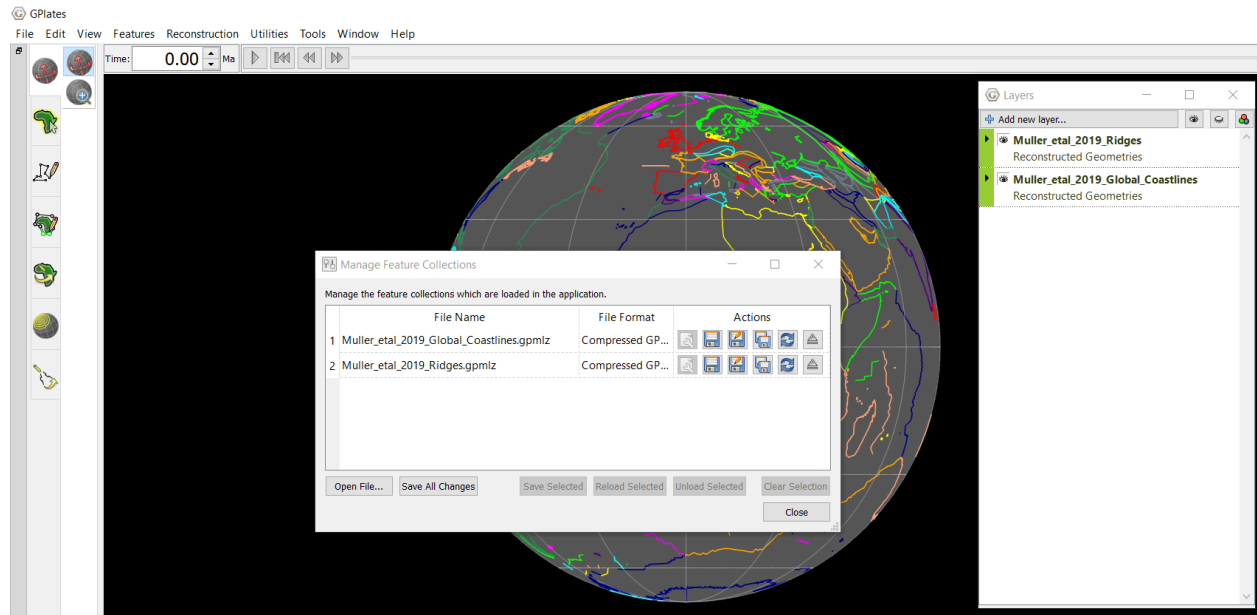 GPlates
File Edit View Features Reconstruction Utilities Tools Window Help
Time: 0.00 Ma
Layers
Add new layer...
Muller_etal_2019_Ridges
Reconstructed Geometries
Muller_etal_2019_Global_Coastlines
Reconstructed Geometries
Manage Feature Collections
Manage the feature collections which are loaded in the application.
File Name File Format Actions
1 Muller_etal_2019_Global_Coastlines.gpmlz Compressed GP...
2 Muller_etal_2019_Ridges.gpmlz Compressed GP...
Open File... Save All Changes Save Selected Reload Selected Unload Selected Clear Selection
Close